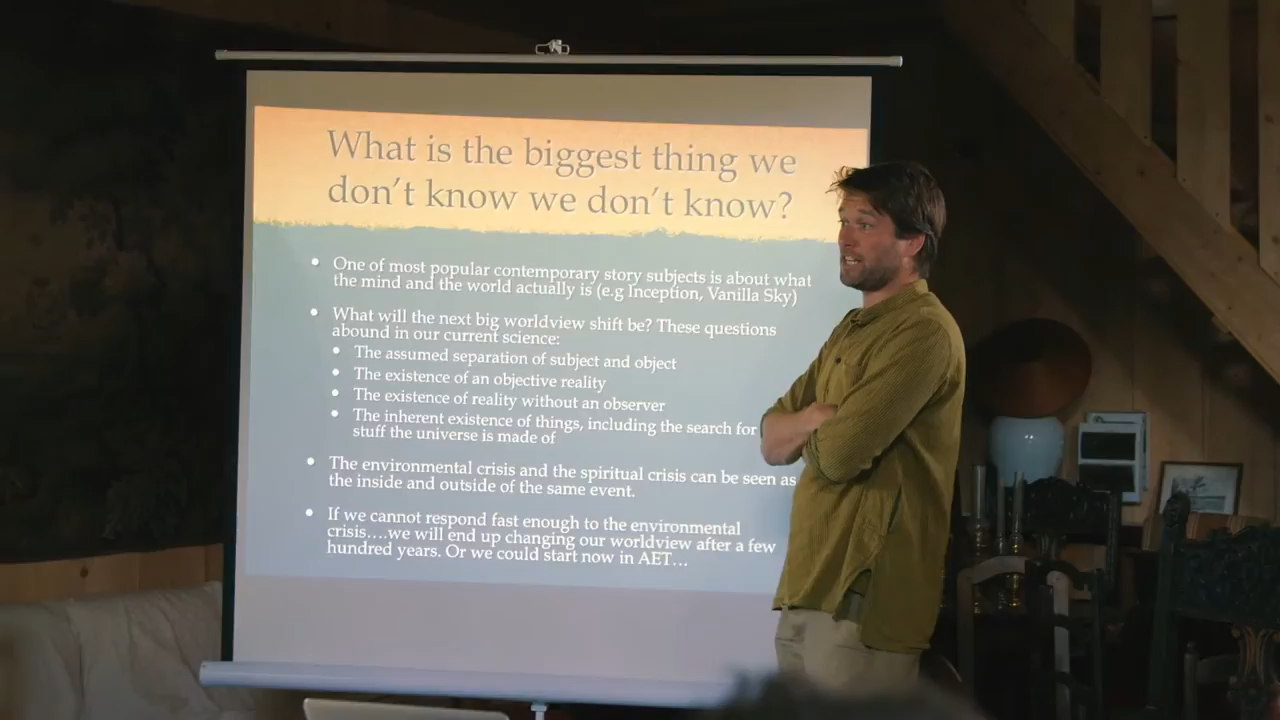 What is the biggest thing we
don't know we don't know?
• One of most popular contemporary story subjects is about what
the mind and the world actually is (e.g Inception, Vanilla Sky)
• What will the next big worldview shift be? These questions
abound in our current science:
• The assumed separation of subject and object
• The existence of an objective reality
• The existence of reality without an observer
• The inherent existence of things, including the search for
stuff the universe is made of
• The environmental crisis and the spiritual crisis can be seen as
the inside and outside of the same event.
• If we cannot respond fast enough to the environmental
crisis….we will end up changing our worldview after a few
hundred years. Or we could start now in AET…